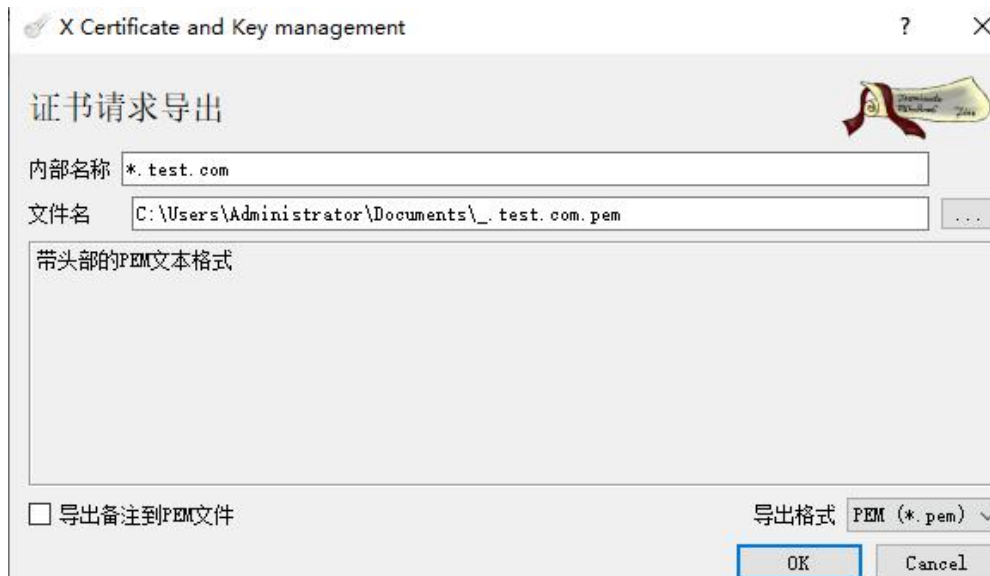 X Certificate and Key management
?
证书请求导出
内部名称 *.test.com
文件名 C:\Users\Administrator\Documents\_.test.com.pem ...
带头部的PEM文本格式
导出备注到PEM文件 导出格式 PEM (*.pem)
OK Cancel